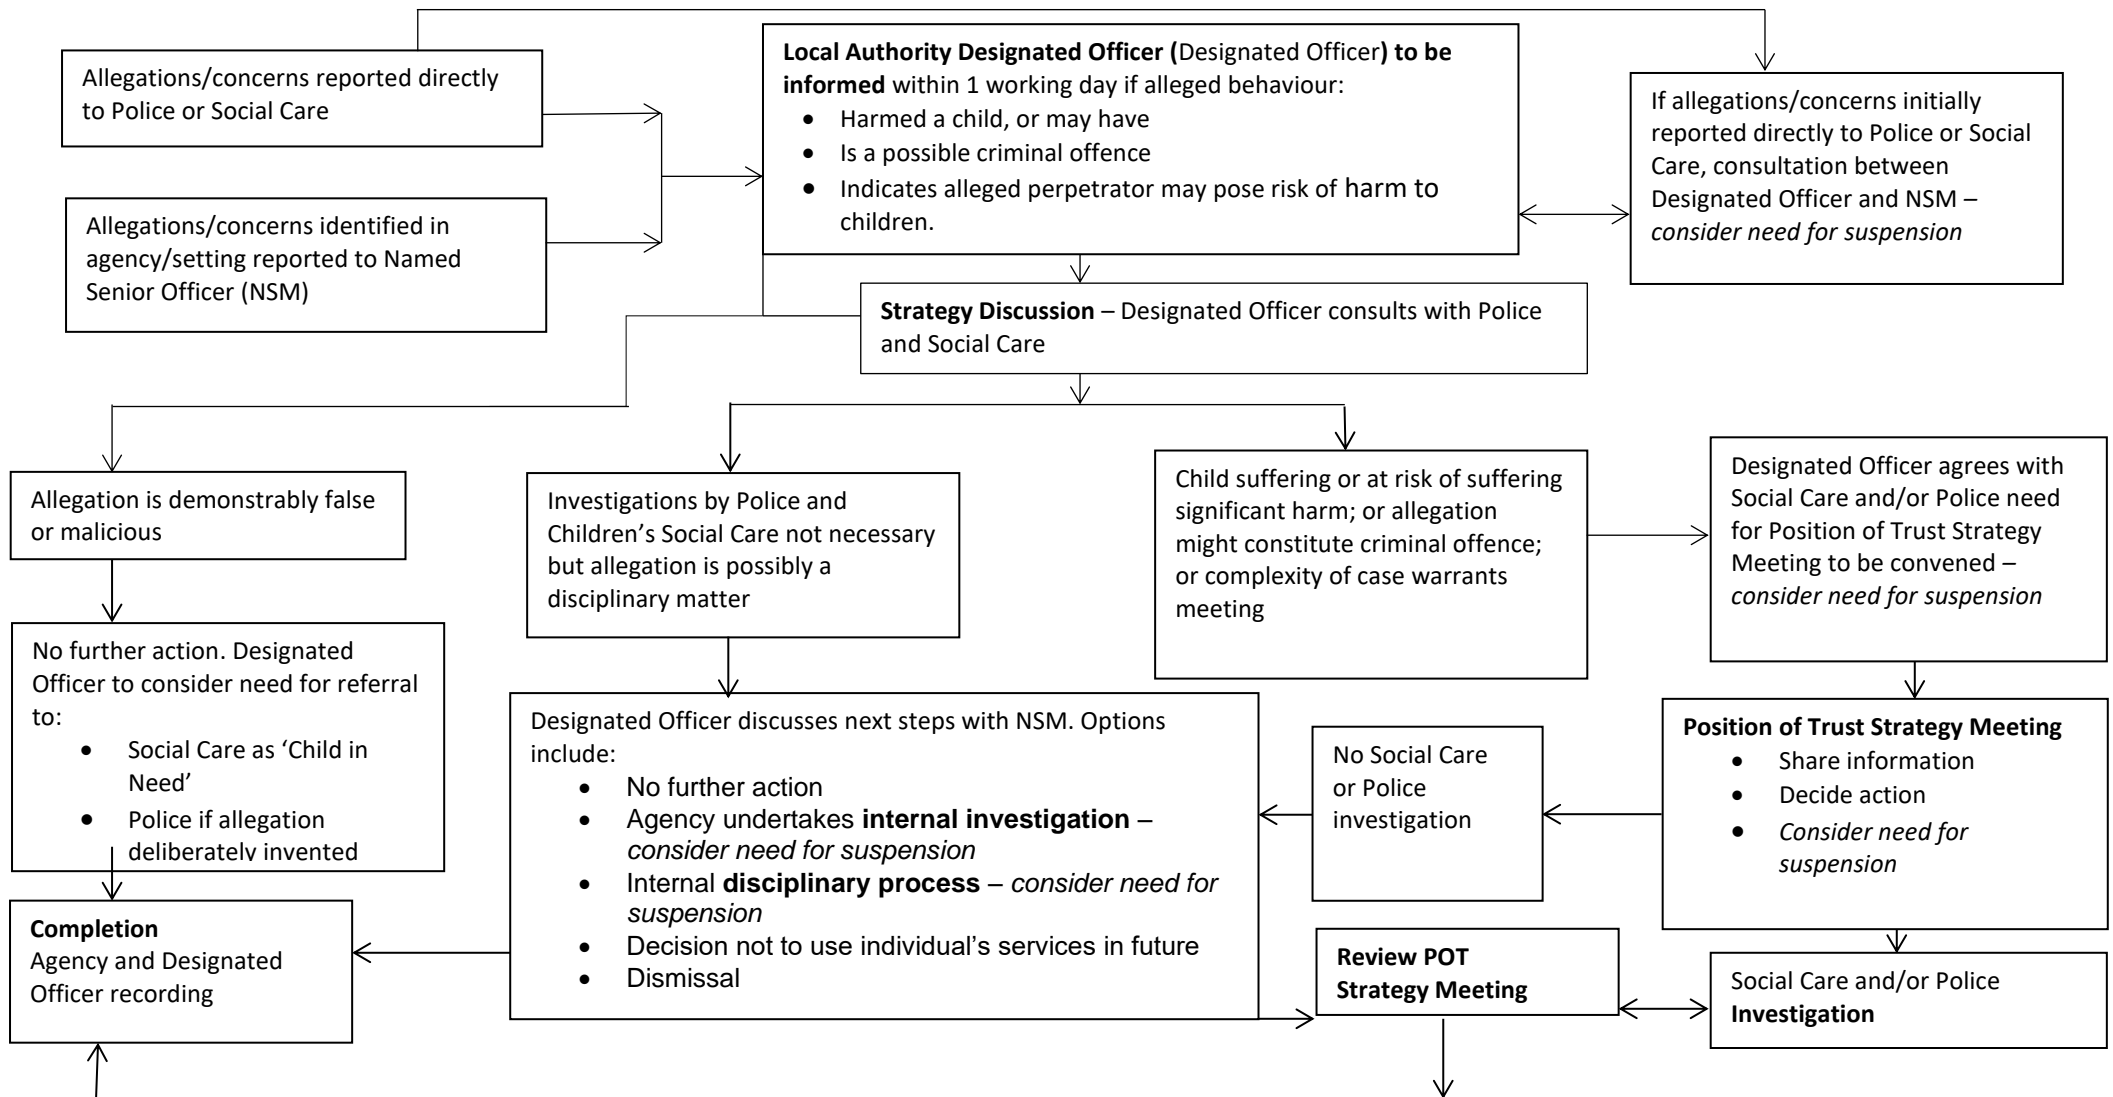 Allegations/concerns reported directly
to Police or Social Care
Local Authority Designated Officer (Designated Officer) to be
informed within 1 working day if alleged behaviour:
• Harmed a child, or may have
• Is a possible criminal offence
• Indicates alleged perpetrator may pose risk of harm to
children.
If allegations/concerns initially
reported directly to Police or Social
Care, consultation between
Designated Officer and NSM –
consider need for suspension
Allegations/concerns identified in
agency/setting reported to Named
Senior Officer (NSM)
Strategy Discussion – Designated Officer consults with Police
and Social Care
Allegation is demonstrably false
or malicious
Investigations by Police and
Children’s Social Care not necessary
but allegation is possibly a
disciplinary matter
Child suffering or at risk of suffering
significant harm; or allegation
might constitute criminal offence;
or complexity of case warrants
meeting
Designated Officer agrees with
Social Care and/or Police need
for Position of Trust Strategy
Meeting to be convened –
consider need for suspension
No further action. Designated
Officer to consider need for referral
to:
• Social Care as ‘Child in
Need’
• Police if allegation
deliberately invented
Designated Officer discusses next steps with NSM. Options
include:
• No further action
• Agency undertakes internal investigation –
consider need for suspension
• Internal disciplinary process – consider need for
suspension
• Decision not to use individual’s services in future
• Dismissal
No Social Care
or Police
investigation
Position of Trust Strategy Meeting
• Share information
• Decide action
• Consider need for
suspension
Completion
Agency and Designated
Officer recording
Review POT
Strategy Meeting
Social Care and/or Police
Investigation